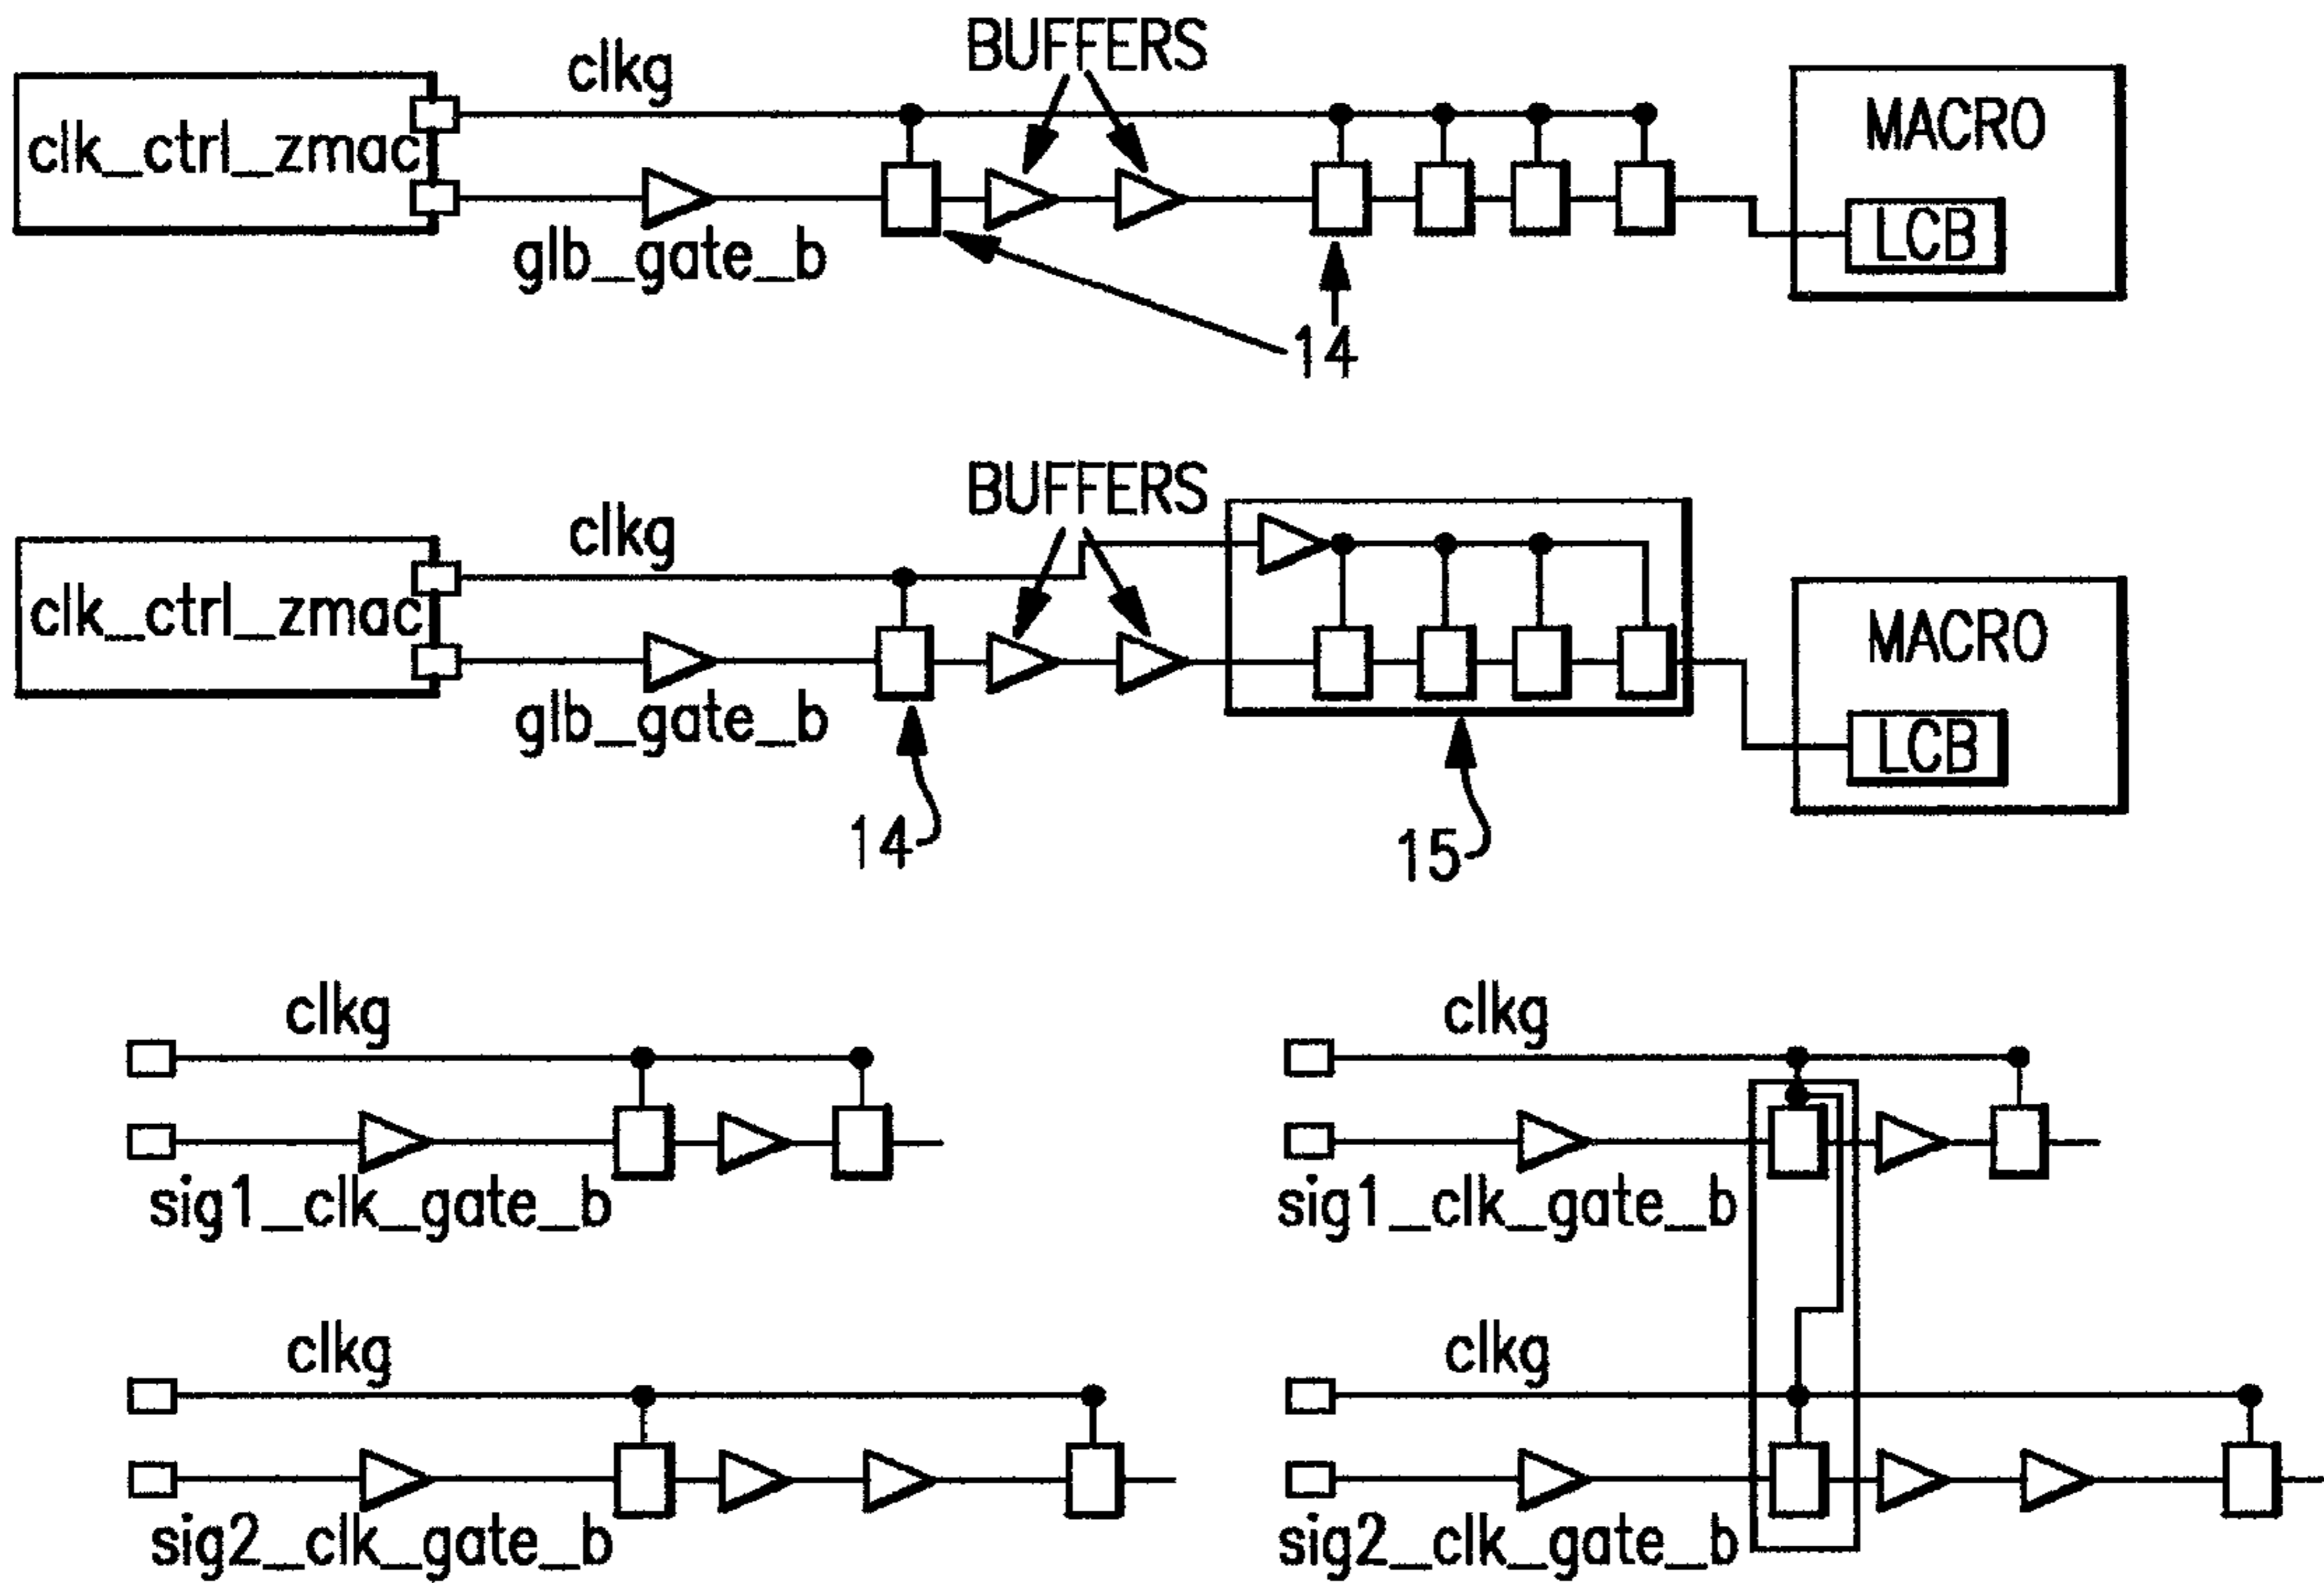 BUFFERS
clkg
clk_ctrl_zmac
MACRO
LCB
glb_gate_b
14
BUFFERS
clkg
clk_ctrl_zmac
MACRO
LCB
glb_gate_b
14
15
clkg
sig1_clk_gate_b
clkg
sig2_clk_gate_b
clkg
sig1_clk_gate_b
clkg
sig2_clk_gate_b